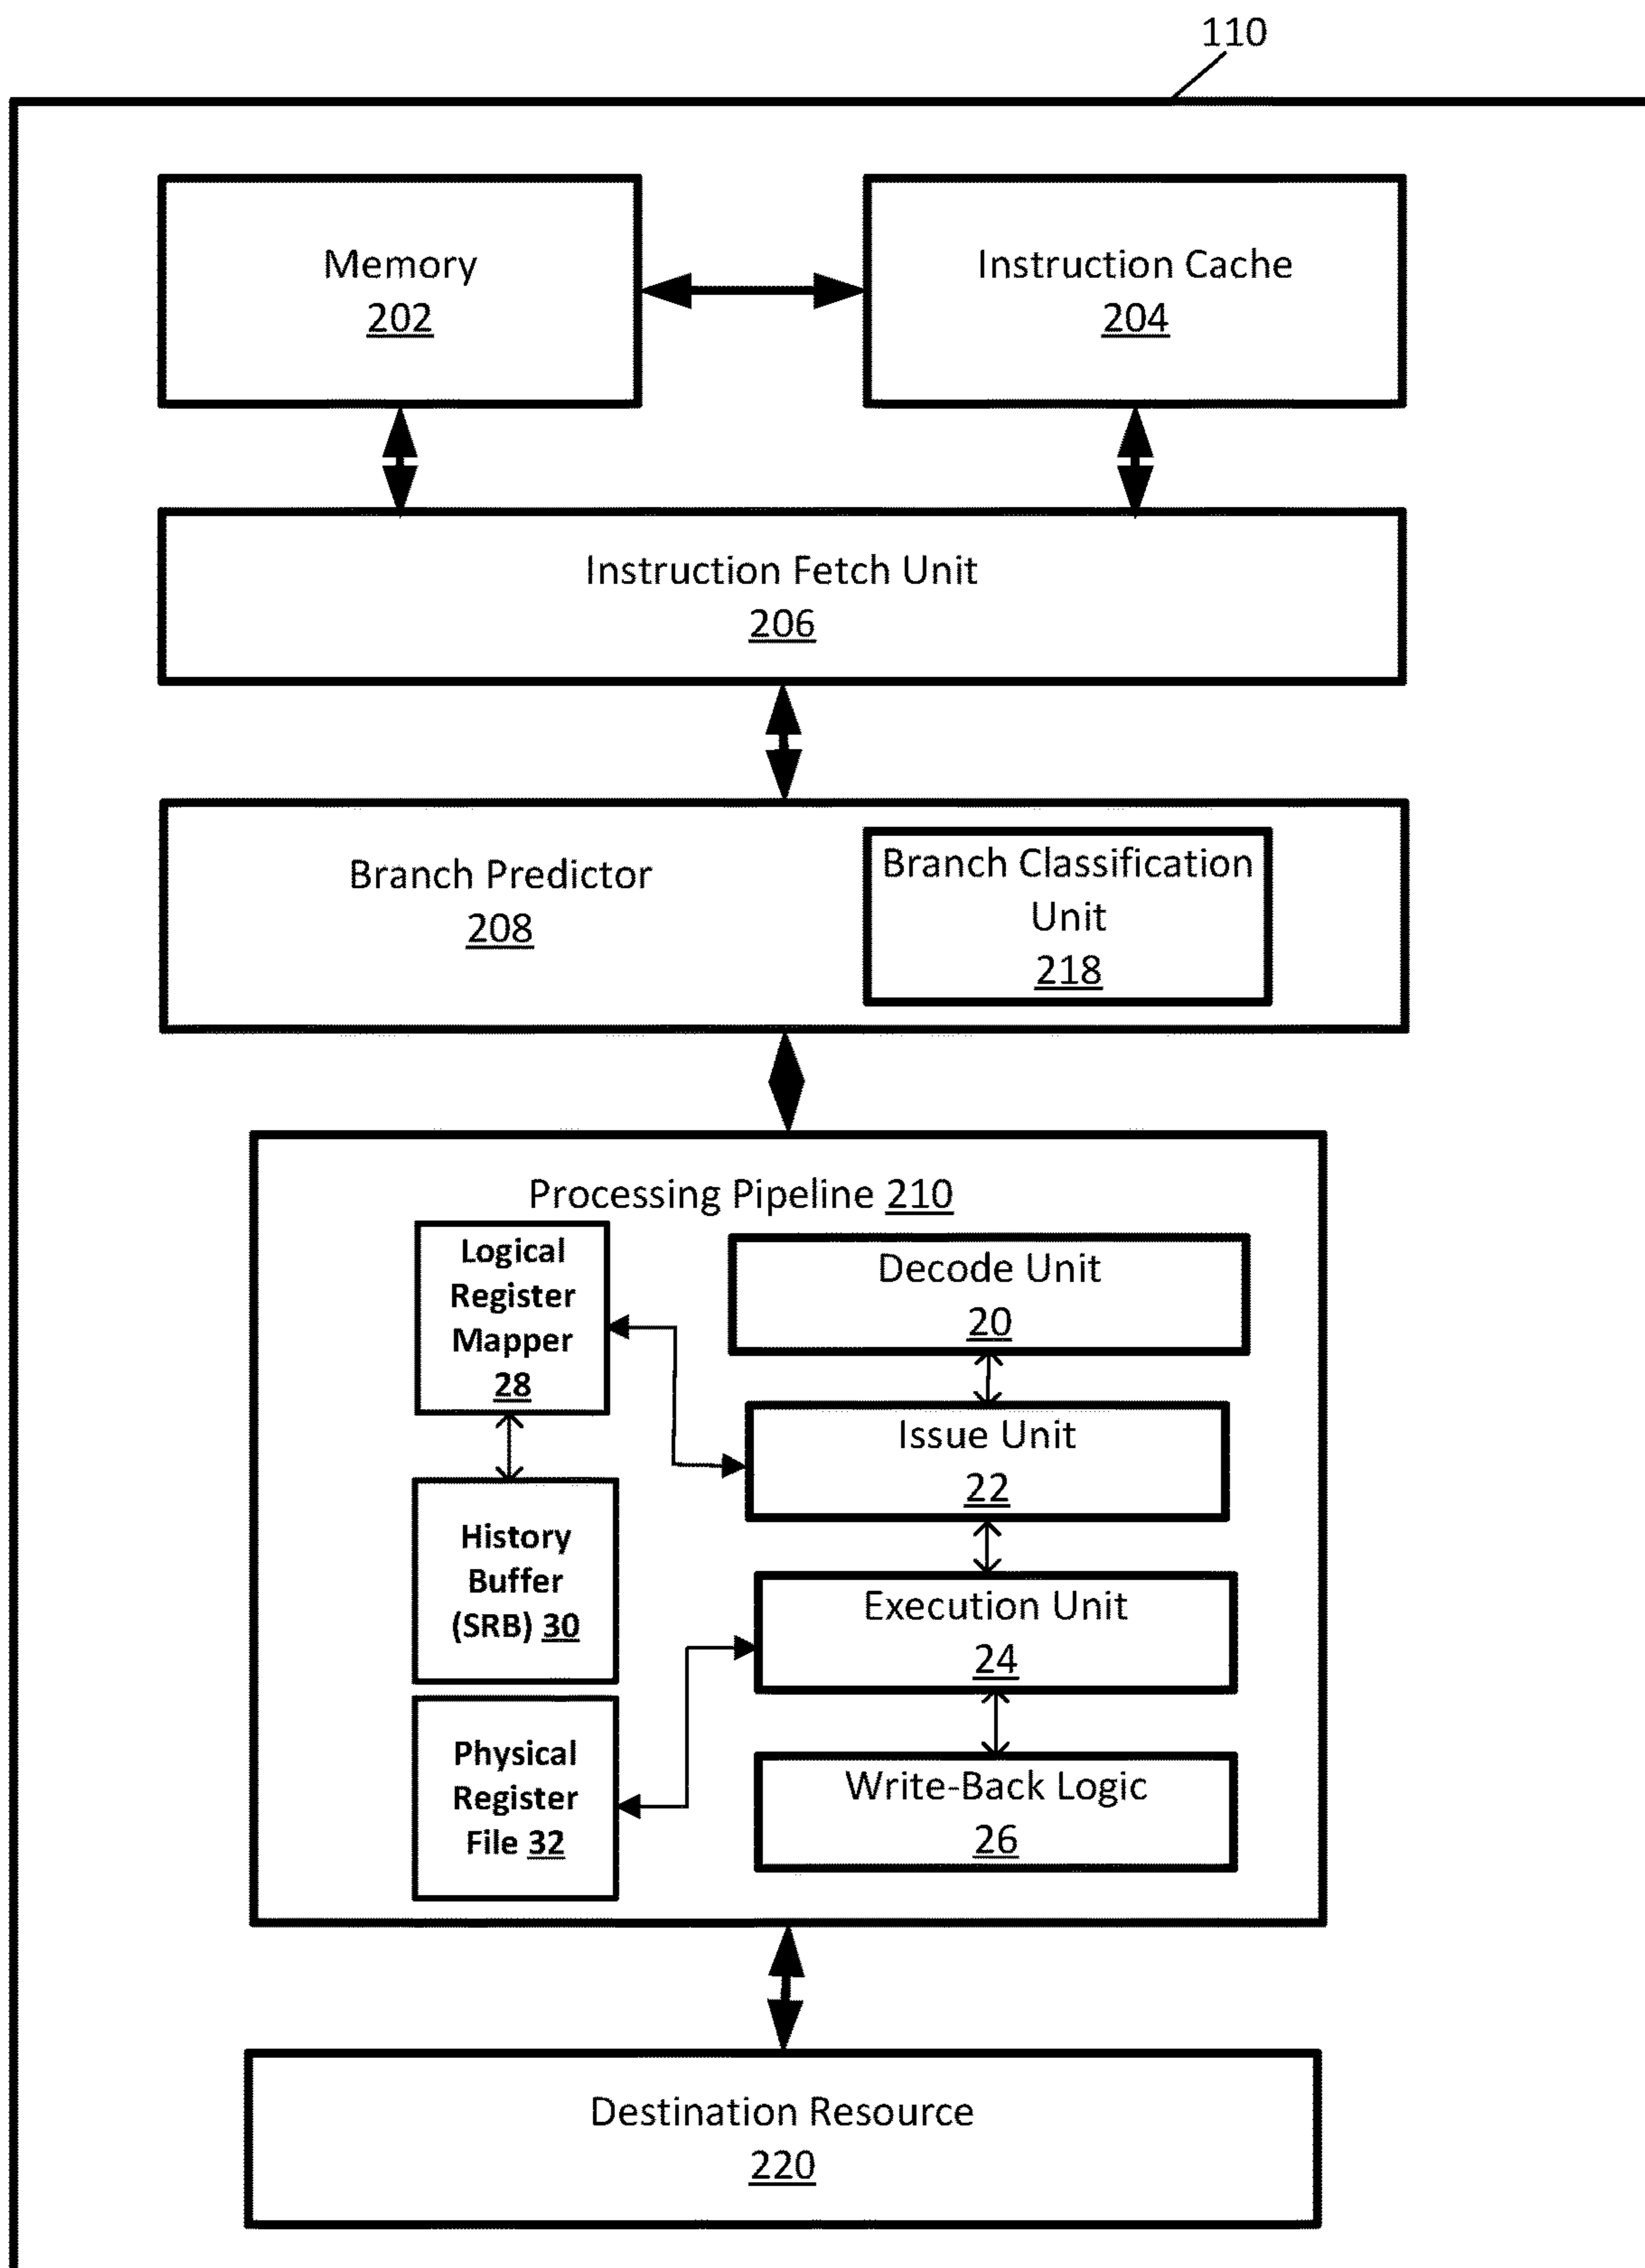 110
Memory
202
Instruction Cache
204
Instruction Fetch Unit
206
Branch Predictor
208
Branch Classification
Unit
218
Processing Pipeline 210
Logical
Register
Mapper
28
Decode Unit
20
Issue Unit
22
History
Buffer
(SRB) 30
Execution Unit
24
Physical
Register
File 32
Write-Back Logic
26
Destination Resource
220